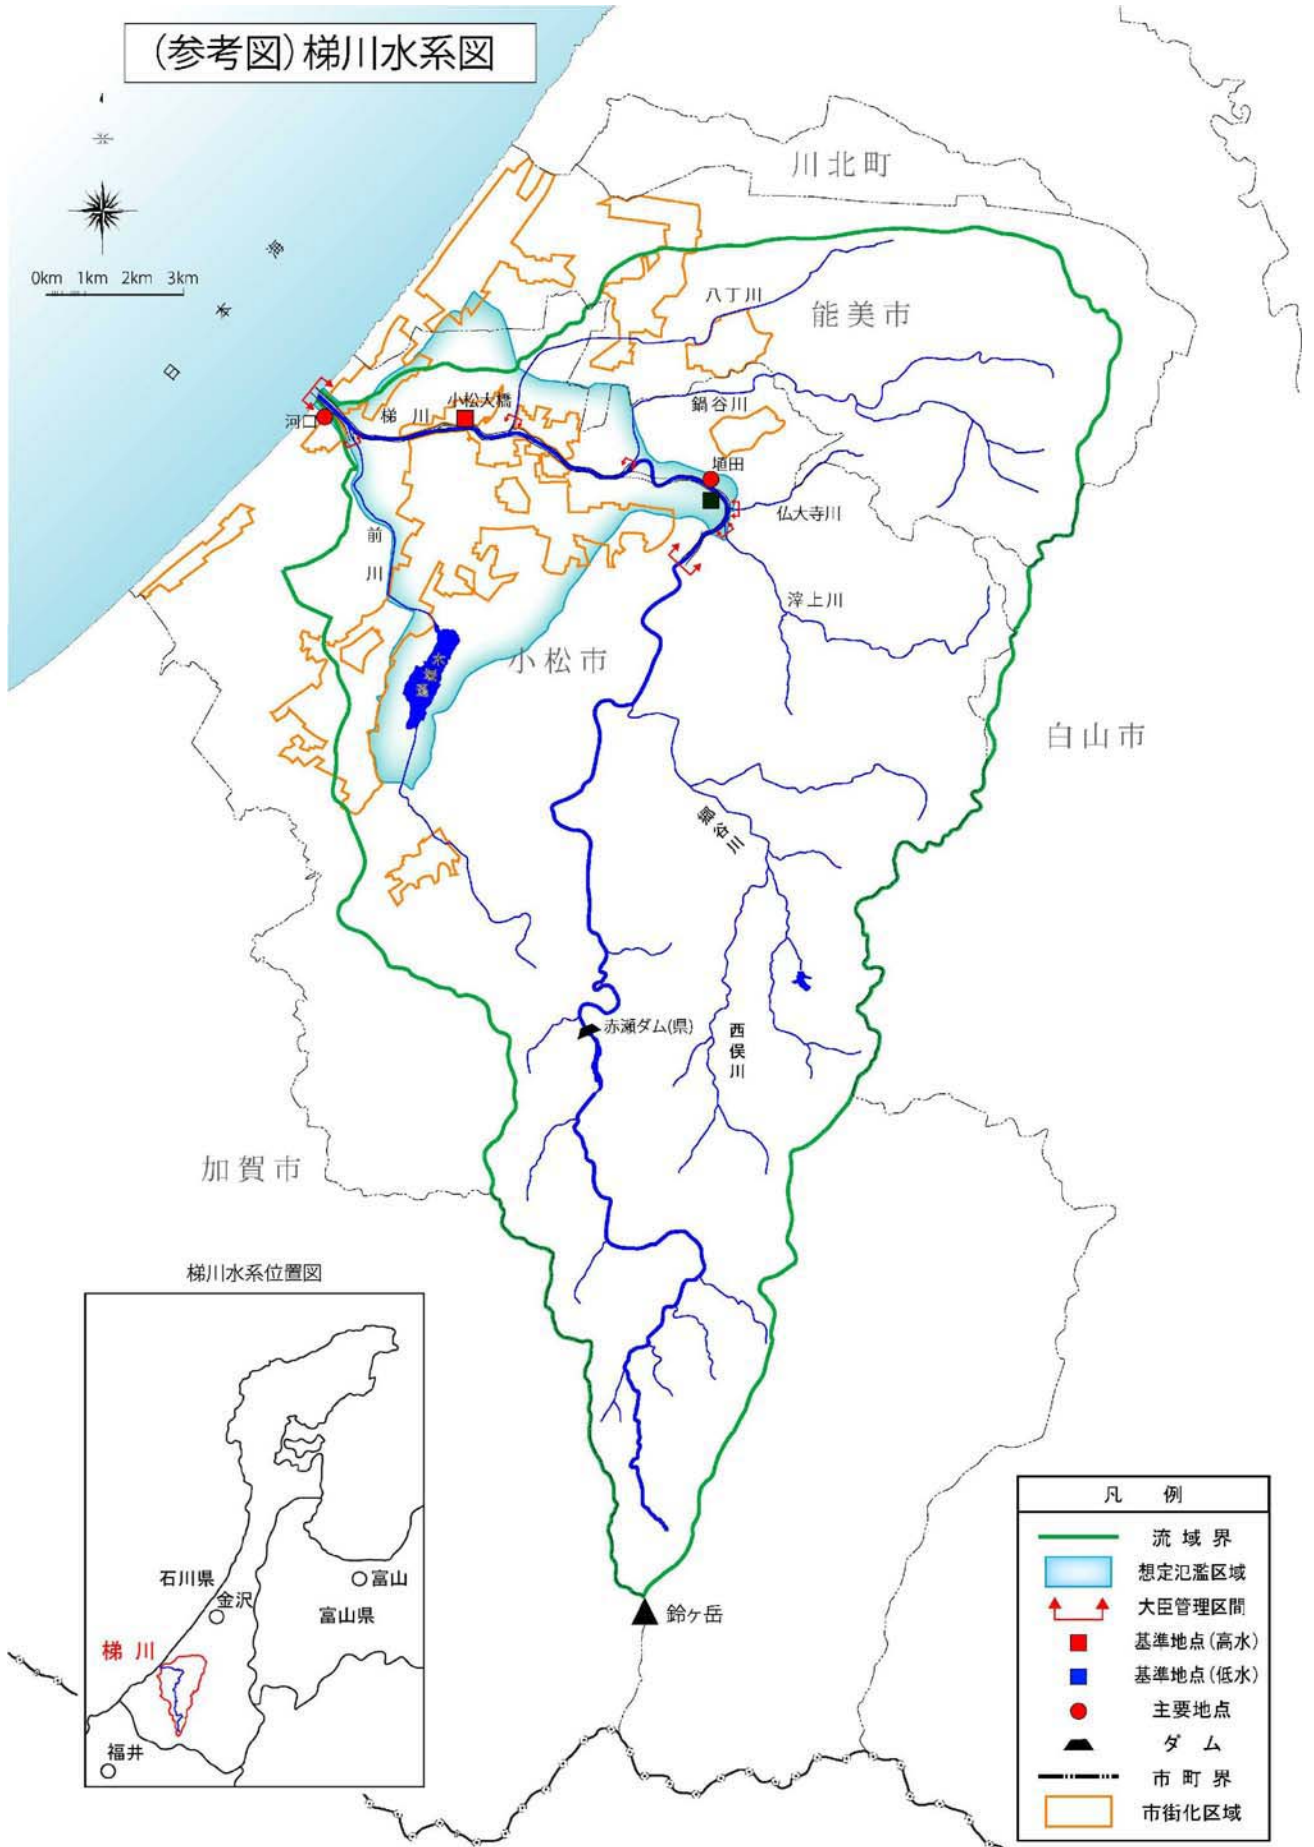 (参考図)梯川水系図
北
川北町
日本海
0km 1km 2km 3km
八丁川
能美市
小松大橋
梯川
鍋谷川
河口
埴田
仏大寺川
前川
滓上川
小松市
木場潟
白山市
郷谷川
赤瀬ダム(県)
西俣川
加賀市
梯川水系位置図
石川県
金沢
富山
富山県
梯川
福井
鈴ヶ岳
凡例
流域界
想定氾濫区域
大臣管理区間
基準地点(高水)
基準地点(低水)
主要地点
ダム
市町界
市街化区域